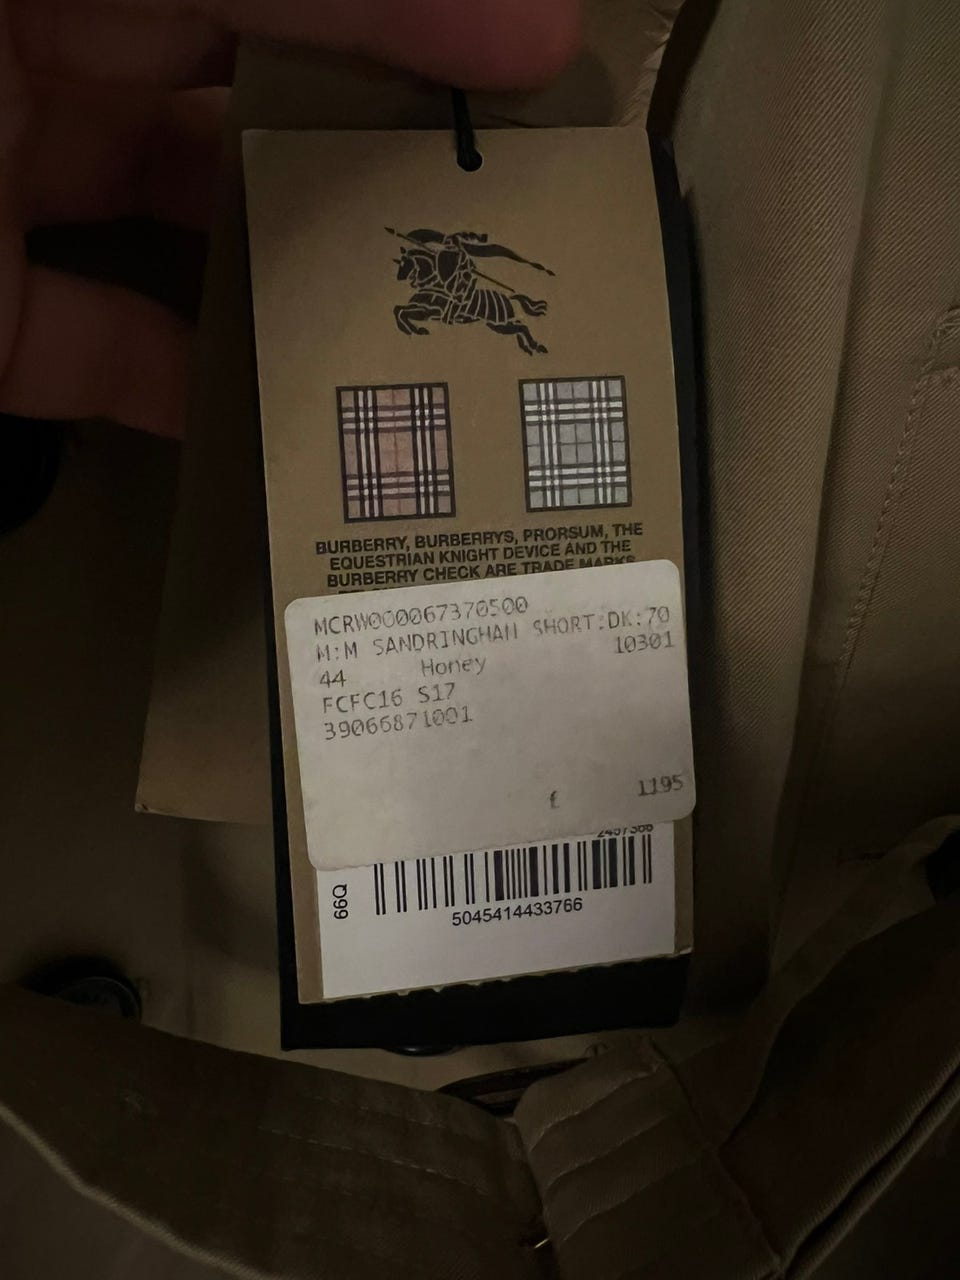 BURBERRY, BURBERRYS, PRORSUM, THE
EQUESTRIAN KNIGHT DEVICE AND THE
BURBERRY CHECK ARE TRADE MARKS
MCRW000067370500
M:M SANDRINGHAM SHORT:DK:70
44 Honey 10301
FCFC16 S17
39066871001
£ 1195
2457366
66Q
5045414433766